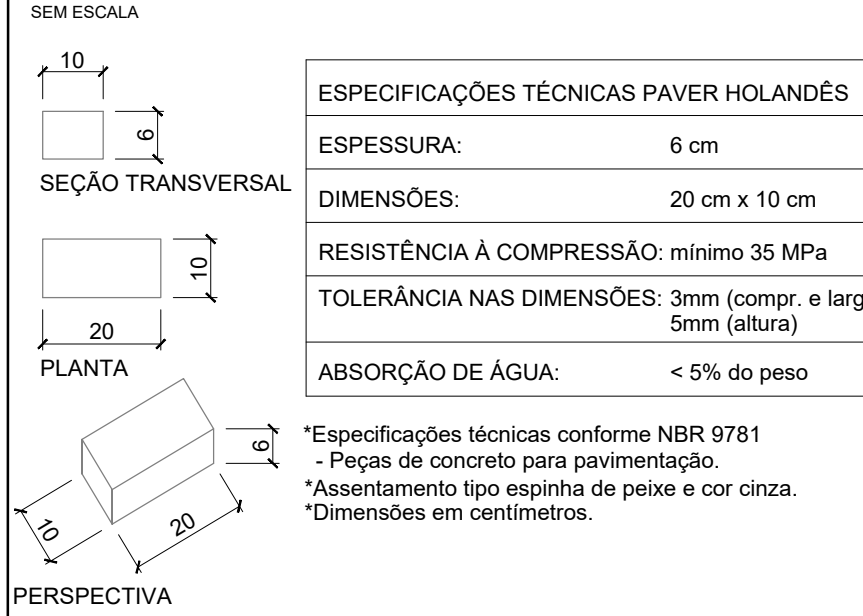 SEM ESCALA
10
6
SEÇÃO TRANSVERSAL
10
20
PLANTA
6
10
20
PERSPECTIVA
ESPECIFICAÇÕES TÉCNICAS PAVER HOLANDÊS
ESPESSURA: 6 cm
DIMENSÕES: 20 cm x 10 cm
RESISTÊNCIA À COMPRESSÃO: mínimo 35 MPa
TOLERÂNCIA NAS DIMENSÕES: 3mm (compr. e larg
5mm (altura)
ABSORÇÃO DE ÁGUA: < 5% do peso
*Especificações técnicas conforme NBR 9781
- Peças de concreto para pavimentação.
*Assentamento tipo espinha de peixe e cor cinza.
*Dimensões em centímetros.